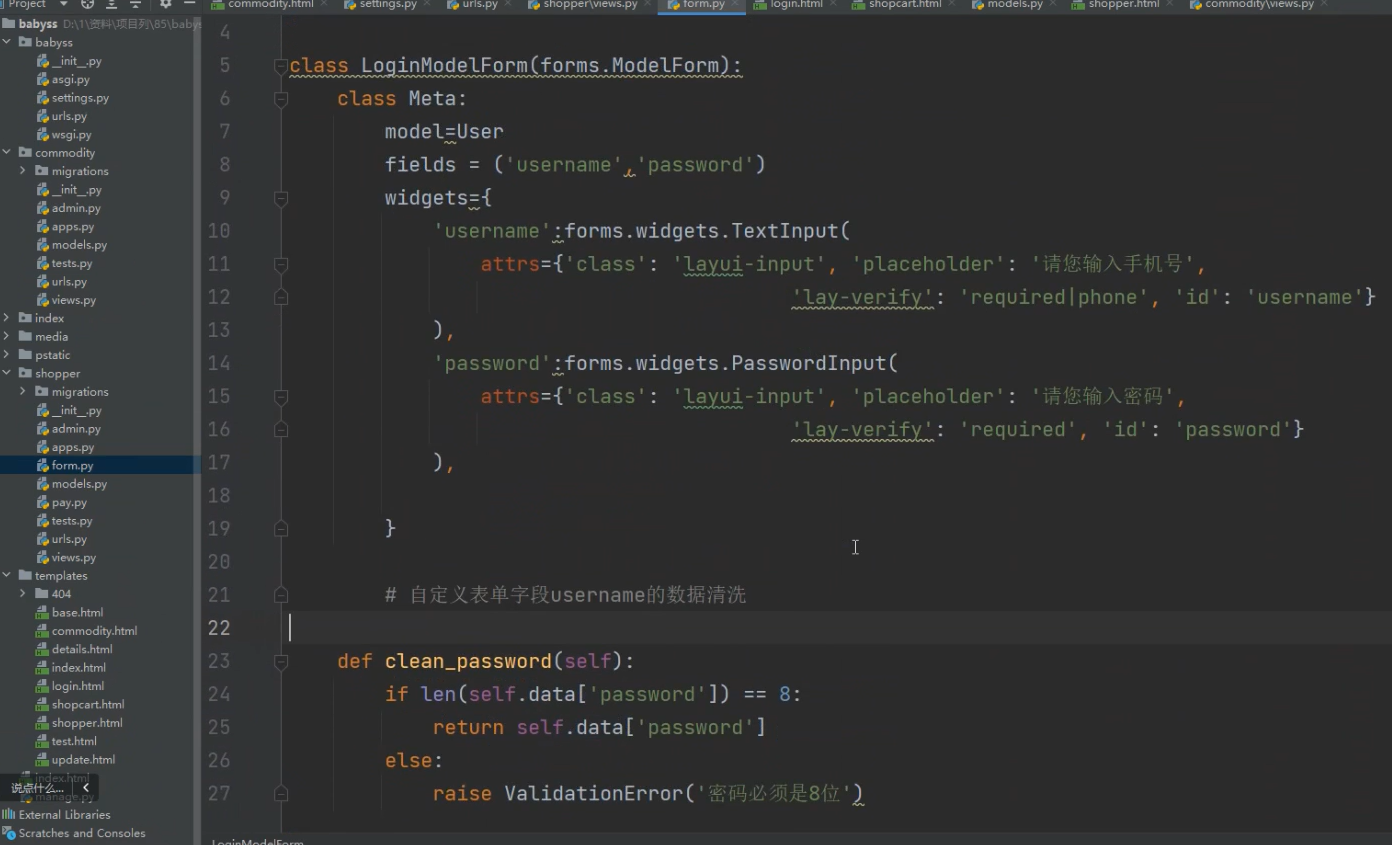 Project
commodity.html
settings.py
urls.py
shopper\views.py
form.py
login.html
shopcart.html
models.py
shopper.html
commodity\views.py
babyss D:\1\资料\项目列\85\babys
babyss
__init__.py
asgi.py
settings.py
urls.py
wsgi.py
commodity
migrations
__init__.py
admin.py
apps.py
models.py
tests.py
urls.py
views.py
index
media
pstatic
shopper
migrations
__init__.py
admin.py
apps.py
form.py
models.py
pay.py
tests.py
urls.py
views.py
templates
404
base.html
commodity.html
details.html
index.html
login.html
shopcart.html
shopper.html
test.html
update.html
index.html
说点什么...
manage.py
External Libraries
Scratches and Consoles
4
5 class LoginModelForm(forms.ModelForm):
6 class Meta:
7 model=User
8 fields = ('username','password')
9 widgets={
10 'username':forms.widgets.TextInput(
11 attrs={'class': 'layui-input', 'placeholder': '请您输入手机号',
12 'lay-verify': 'required|phone', 'id': 'username'}
13 ),
14 'password':forms.widgets.PasswordInput(
15 attrs={'class': 'layui-input', 'placeholder': '请您输入密码',
16 'lay-verify': 'required', 'id': 'password'}
17 ),
18
19 }
20
21 # 自定义表单字段username的数据清洗
22
23 def clean_password(self):
24 if len(self.data['password']) == 8:
25 return self.data['password']
26 else:
27 raise ValidationError('密码必须是8位')
LoginModelForm